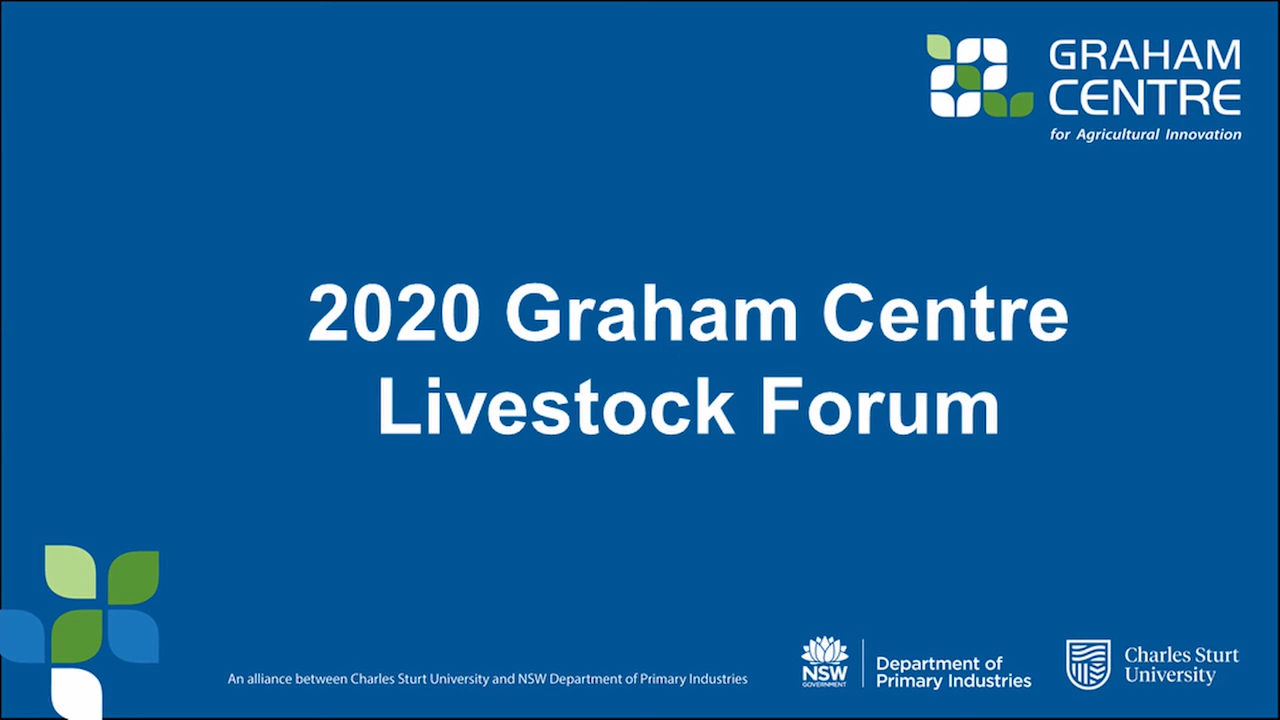 GRAHAM
CENTRE
for Agricultural Innovation
2020 Graham Centre
Livestock Forum
An alliance between Charles Sturt University and NSW Department of Primary Industries
NSW
GOVERNMENT
Department of
Primary Industries
Charles Sturt
University